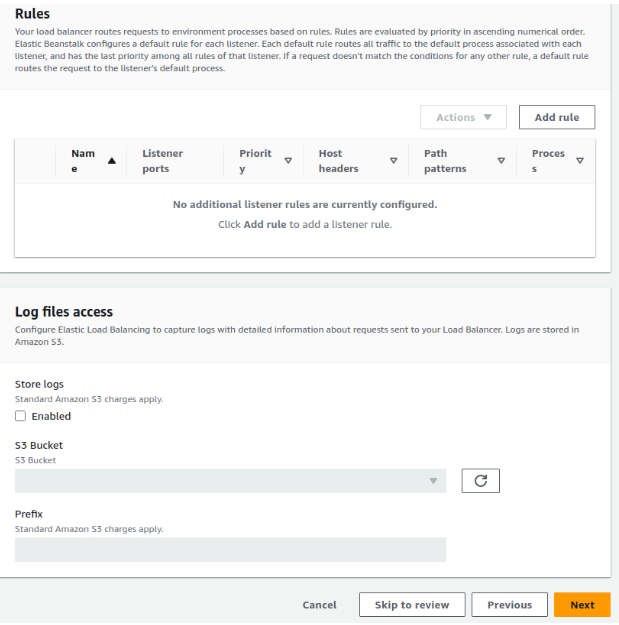 Rules
Your load balancer routes requests to environment processes based on rules. Rules are evaluated by priority in ascending numerical order.
Elastic Beanstalk configures a default rule for each listener. Each default rule routes all traffic to the default process associated with each
listener, and has the last priority among all rules of that listener. If a request doesn't match the conditions for any other rule, a default rule
routes the request to the listener's default process.
Actions Add rule
Nam Listener Priorit Host Path Proces
e ports y headers patterns s
No additional listener rules are currently configured.
Click Add rule to add a listener rule.
Log files access
Configure Elastic Load Balancing to capture logs with detailed information about requests sent to your Load Balancer. Logs are stored in
Amazon S3.
Store logs
Standard Amazon S3 charges apply.
Enabled
S3 Bucket
S3 Bucket
Prefix
Standard Amazon S3 charges apply.
Cancel Skip to review Previous Next